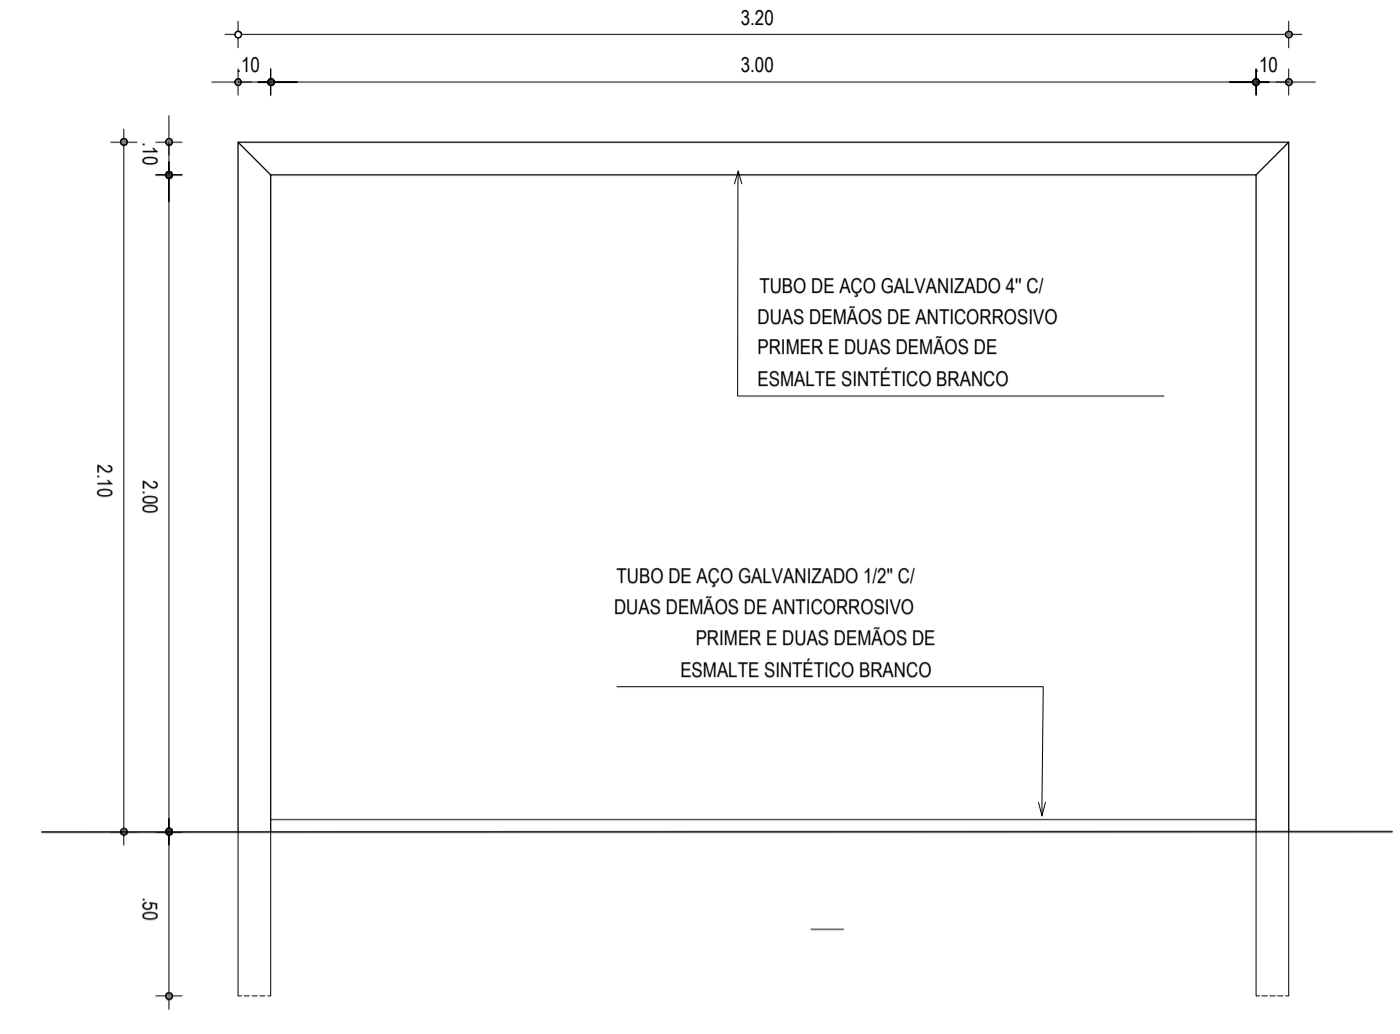 3.20
.10
3.00
.10
.10
2.10
2.00
.50
TUBO DE AÇO GALVANIZADO 4" C/
DUAS DEMÃOS DE ANTICORROSIVO
PRIMER E DUAS DEMÃOS DE
ESMALTE SINTÉTICO BRANCO
TUBO DE AÇO GALVANIZADO 1/2" C/
DUAS DEMÃOS DE ANTICORROSIVO
PRIMER E DUAS DEMÃOS DE
ESMALTE SINTÉTICO BRANCO